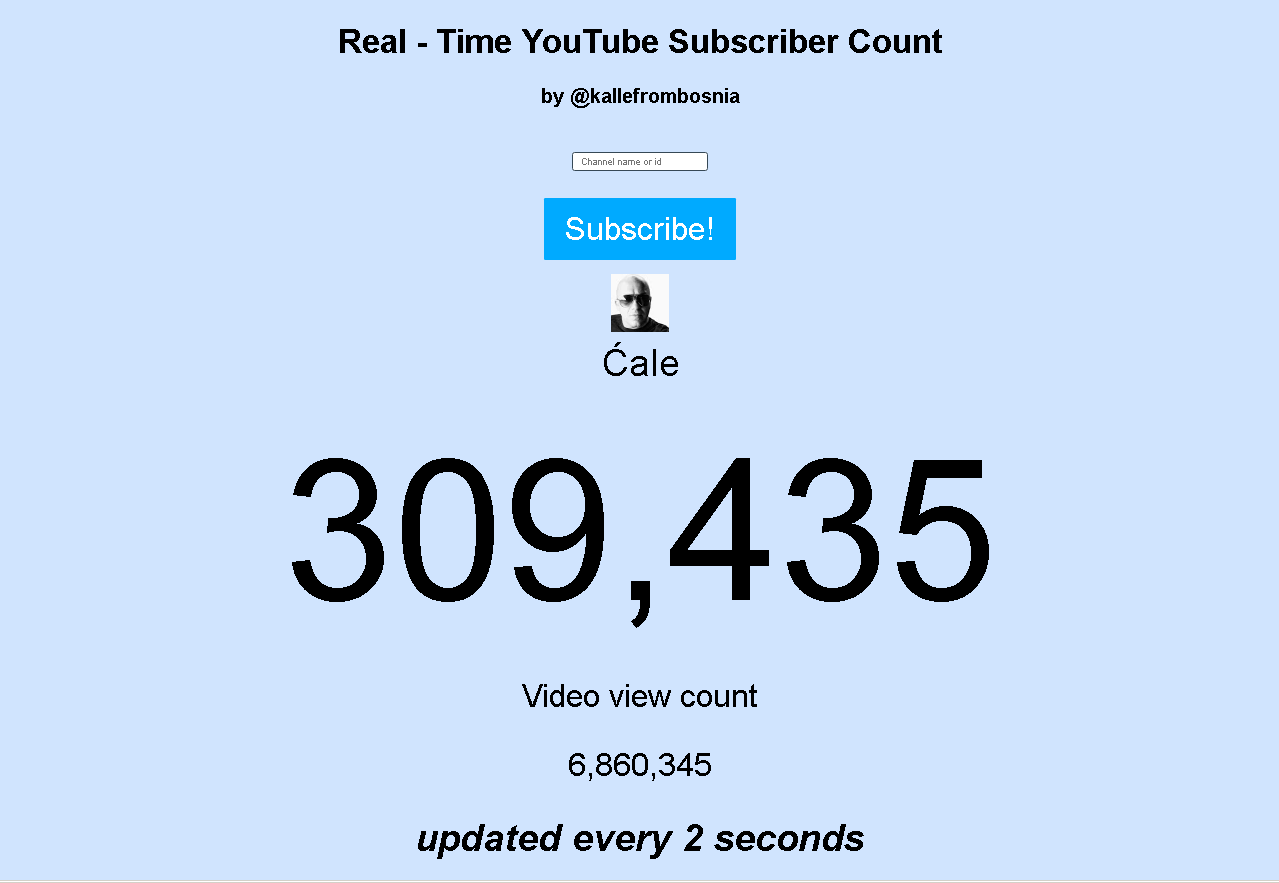 Real - Time YouTube Subscriber Count
by @kallefrombosnia
Channel name or id
Subscribe!
Ćale
309,435
Video view count
6,860,345
updated every 2 seconds